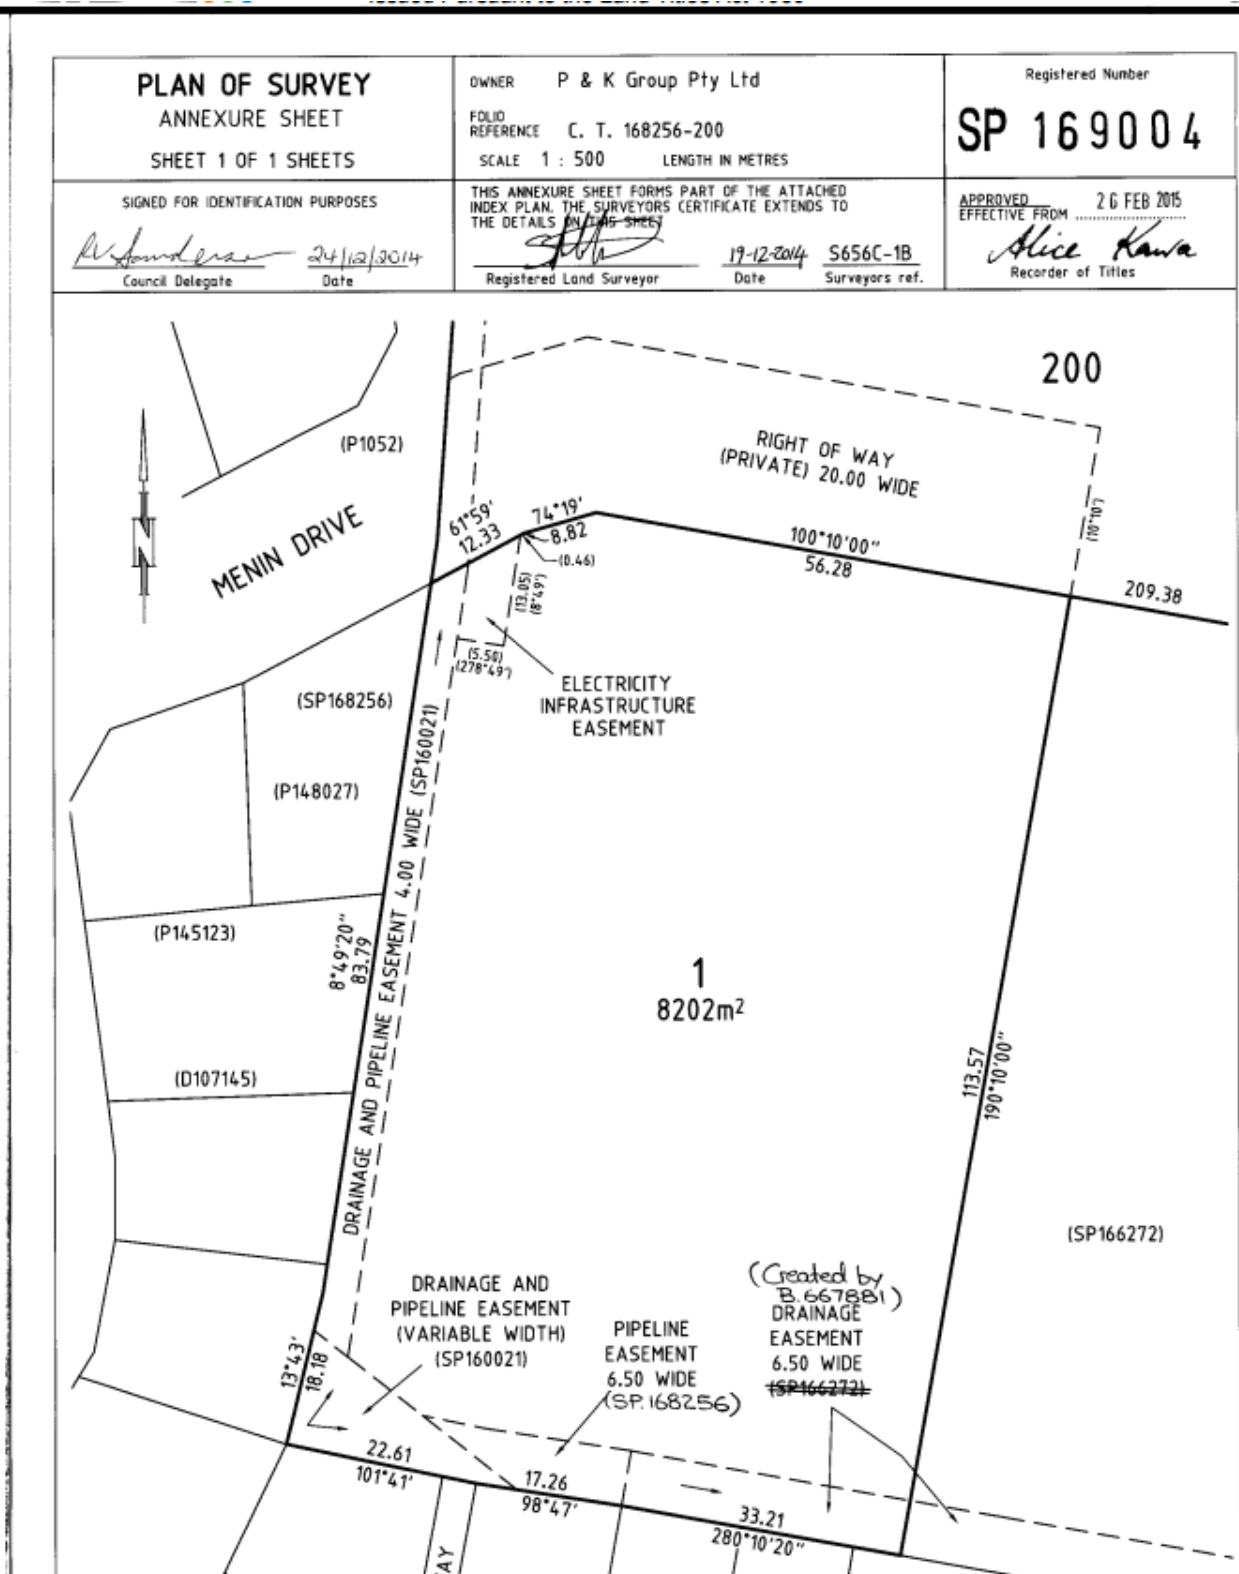 PLAN OF SURVEY
ANNEXURE SHEET
SHEET 1 OF 1 SHEETS
OWNER P & K Group Pty Ltd
FOLIO
REFERENCE C. T. 168256-200
SCALE 1 : 500 LENGTH IN METRES
Registered Number
SP 169004
SIGNED FOR IDENTIFICATION PURPOSES
24/12/2014
Council Delegate Date
THIS ANNEXURE SHEET FORMS PART OF THE ATTACHED
INDEX PLAN. THE SURVEYORS CERTIFICATE EXTENDS TO
THE DETAILS ON THIS SHEET
19-12-2014 S656C-1B
Registered Land Surveyor Date Surveyors ref.
APPROVED
EFFECTIVE FROM 26 FEB 2015
Alice Kawa
Recorder of Titles
200
(P1052)
RIGHT OF WAY
(PRIVATE) 20.00 WIDE
MENIN DRIVE
61°59'
12.33
74°19'
8.82
(0.46)
100°10'00"
56.28
(10°10')
209.38
(13.05)
(8°49')
(5.50)
(278°49')
ELECTRICITY
INFRASTRUCTURE
EASEMENT
(SP168256)
(P148027)
(P145123)
(D107145)
8°49'20"
83.79
DRAINAGE AND PIPELINE EASEMENT 4.00 WIDE (SP160021)
1
8202m²
113.57
190°10'00"
(SP166272)
DRAINAGE AND
PIPELINE EASEMENT
(VARIABLE WIDTH)
(SP160021)
PIPELINE
EASEMENT
6.50 WIDE
(SP.168256)
(Created by
B.667881)
DRAINAGE
EASEMENT
6.50 WIDE
(SP166272)
13°43'
18.18
22.61
101°41'
17.26
98°47'
33.21
280°10'20"